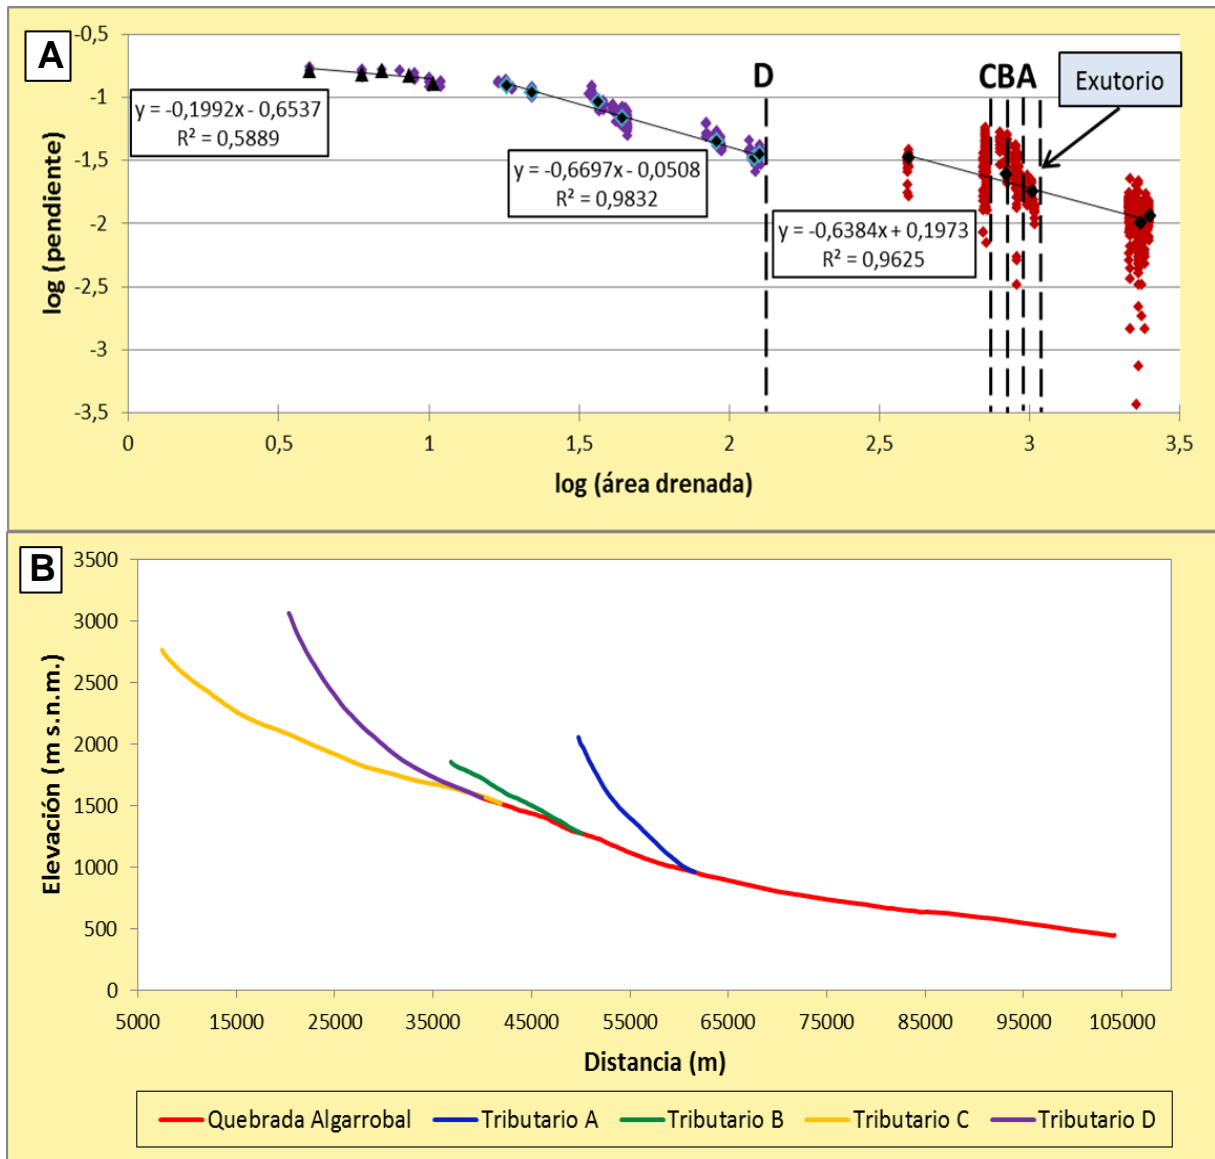 A
-0,5
-1
-1,5
-2
-2,5
-3
-3,5
log (pendiente)
y = -0,1992x - 0,6537
R² = 0,5889
y = -0,6697x - 0,0508
R² = 0,9832
y = -0,6384x + 0,1973
R² = 0,9625
D
C
B
A
Exutorio
0
0,5
1
1,5
2
2,5
3
3,5
log (área drenada)
B
3500
3000
2500
2000
1500
1000
500
0
Elevación (m s.n.m.)
5000
15000
25000
35000
45000
55000
65000
75000
85000
95000
105000
Distancia (m)
Quebrada Algarrobal
Tributario A
Tributario B
Tributario C
Tributario D